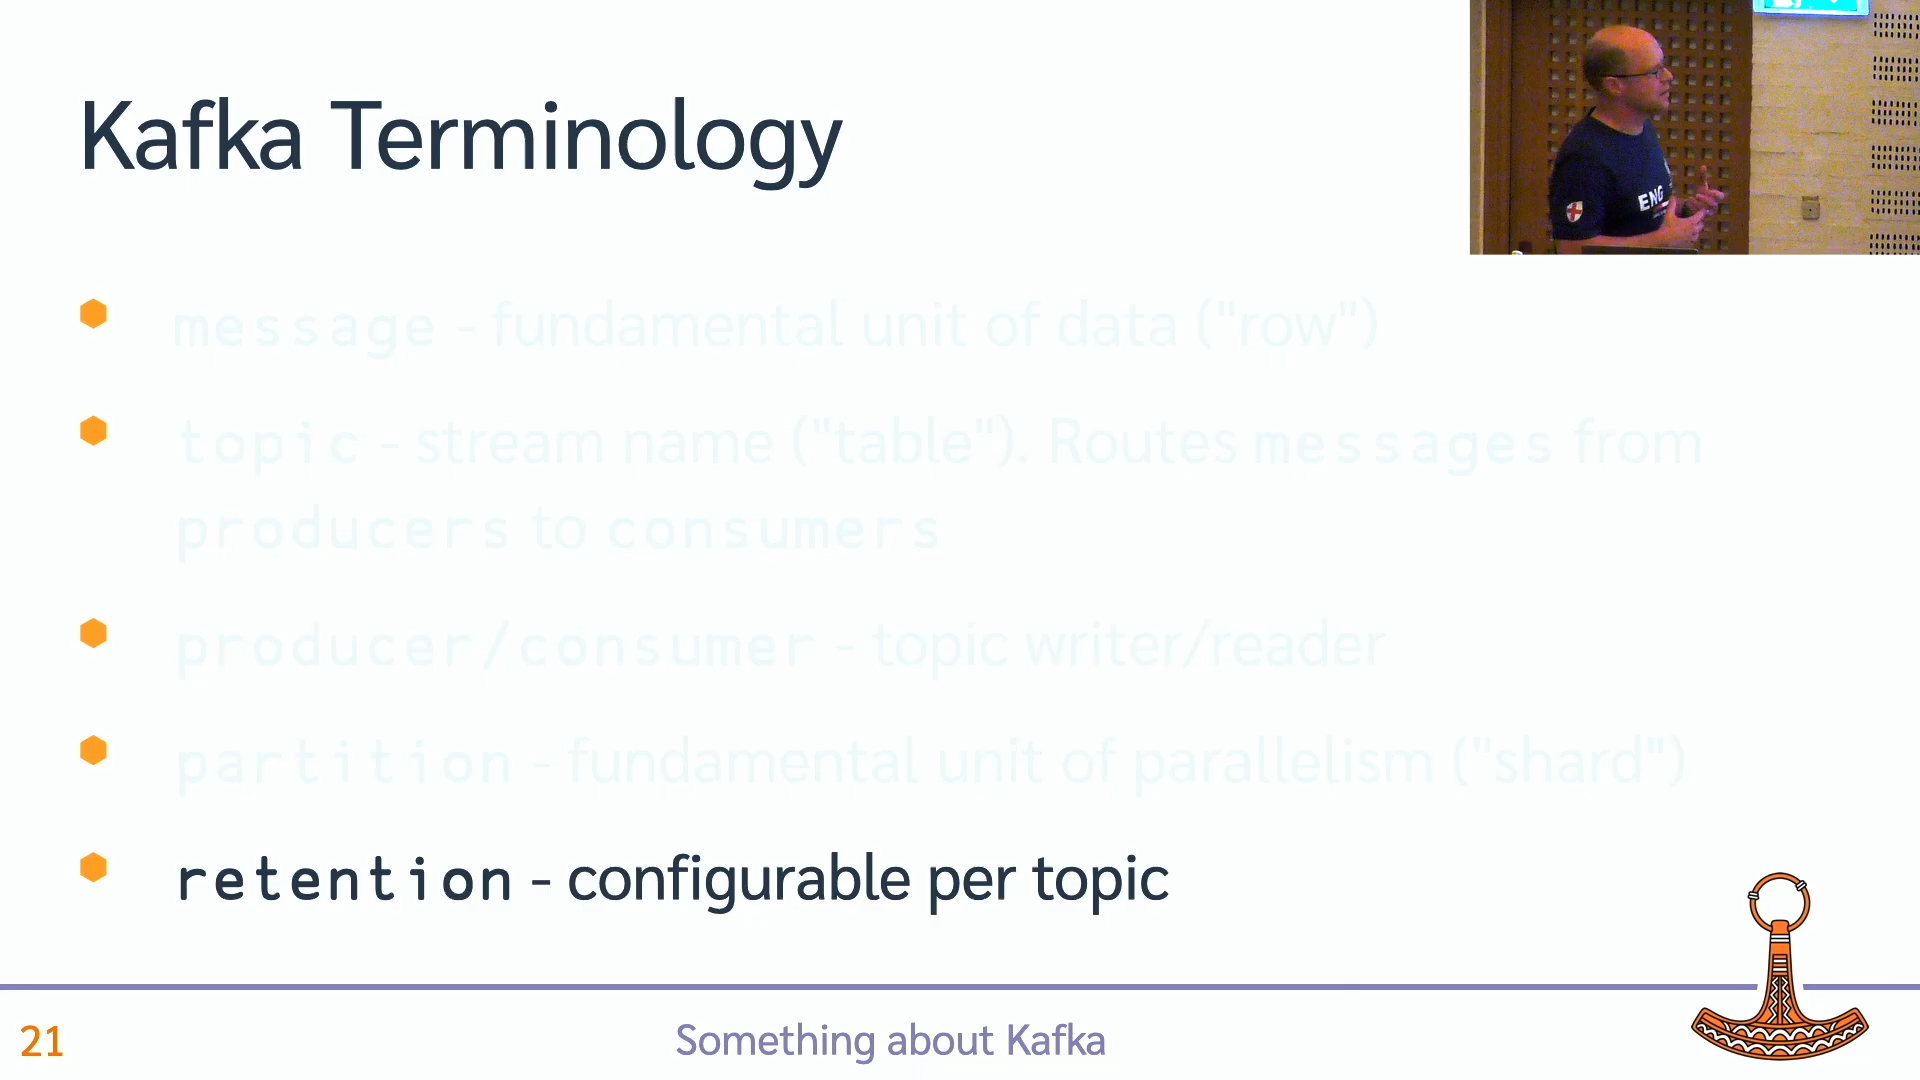 Kafka Terminology
message - fundamental unit of data ("row")
topic - stream name ("table"). Routes messages from
producers to consumers
producer/consumer - topic writer/reader
partition - fundamental unit of parallelism ("shard")
retention - configurable per topic
21
Something about Kafka
ENG